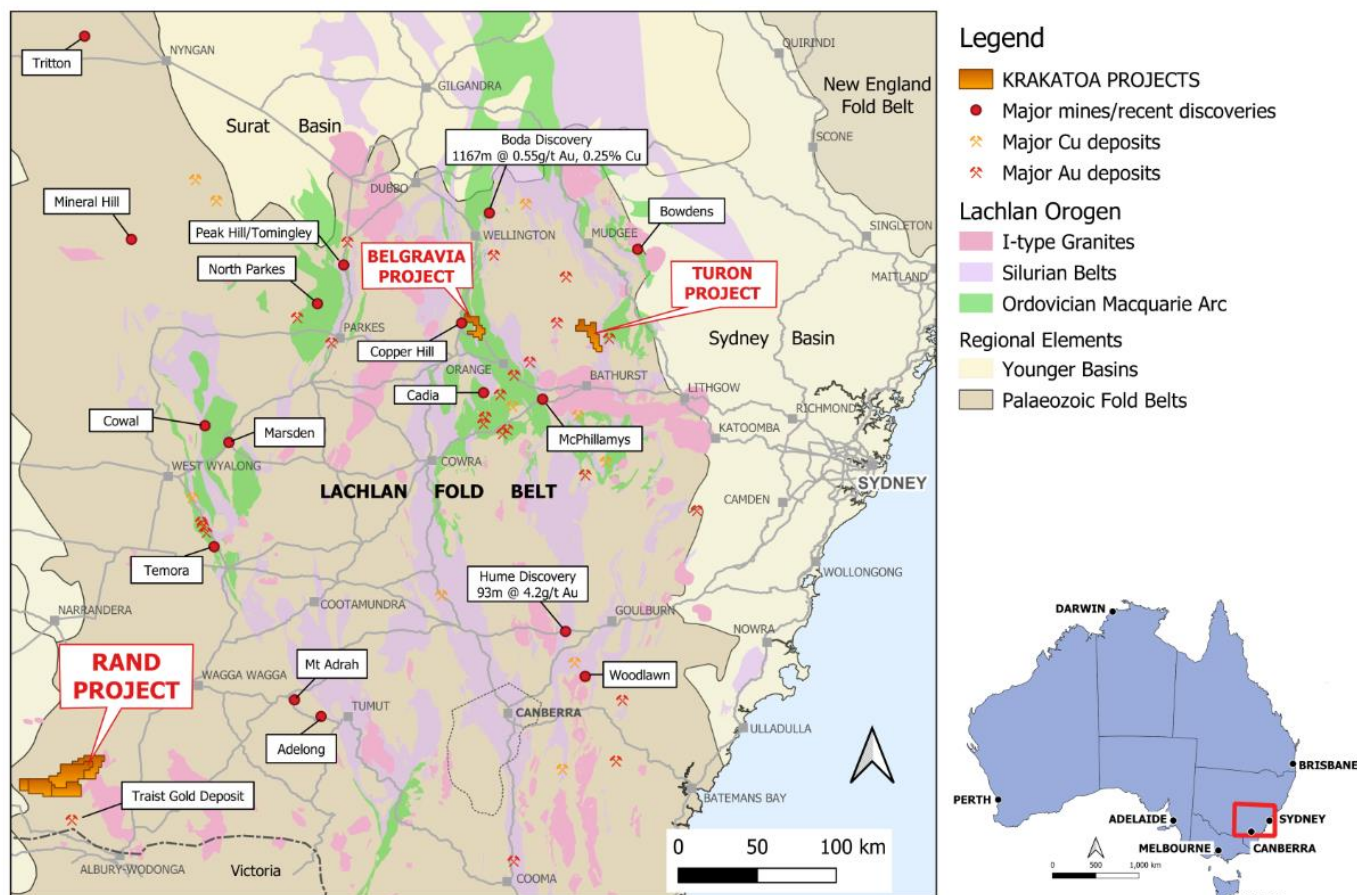 Tritton
NYNGAN
QUIRINDI
GILGANDRA
New England
Fold Belt
Surat Basin
SCONE
Boda Discovery
1167m @ 0.55g/t Au, 0.25% Cu
DUBBO
Mineral Hill
Peak Hill/Tomingley
WELLINGTON
MUDGEE
Bowdens
SINGLETON
BELGRAVIA
PROJECT
TURON
PROJECT
North Parkes
MAITLAND
PARKES
Copper Hill
Sydney Basin
ORANGE
BATHURST
LITHGOW
Cadia
RICHMOND
Cowal
Marsden
McPhillamys
KATOOMBA
WEST WYALONG
COWRA
SYDNEY
LACHLAN FOLD BELT
CAMDEN
Temora
WOLLONGONG
Hume Discovery
93m @ 4.2g/t Au
NARRANDERA
COOTAMUNDRA
GOULBURN
NOWRA
RAND
PROJECT
WAGGA WAGGA
Mt Adrah
Woodlawn
TUMUT
CANBERRA
ULLADULLA
Adelong
Traist Gold Deposit
BATEMANS BAY
ALBURY-WODONGA
Victoria
COOMA
0 50 100 km
Legend
KRAKATOA PROJECTS
Major mines/recent discoveries
Major Cu deposits
Major Au deposits
Lachlan Orogen
I-type Granites
Silurian Belts
Ordovician Macquarie Arc
Regional Elements
Younger Basins
Palaeozoic Fold Belts
DARWIN
BRISBANE
PERTH
ADELAIDE
SYDNEY
MELBOURNE
CANBERRA
0 500 1,000 km